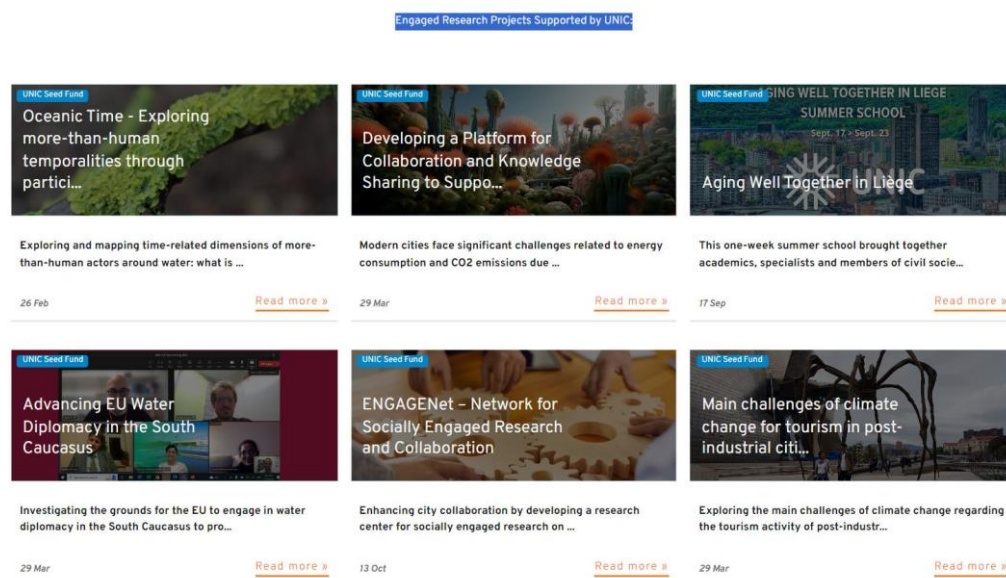 Engaged Research Projects Supported by UNIC:
UNIC Seed Fund
Oceanic Time - Exploring
more-than-human
temporalities through
partici...
Exploring and mapping time-related dimensions of more-
than-human actors around water: what is ...
26 Feb
Read more »
UNIC Seed Fund
Developing a Platform for
Collaboration and Knowledge
Sharing to Suppo...
Modern cities face significant challenges related to energy
consumption and CO2 emissions due ...
29 Mar
Read more »
UNIC Seed Fund
GING WELL TOGETHER IN LIEGE
SUMMER SCHOOL
Sept. 17 > Sept. 23
UNIC
Aging Well Together in Liège
This one-week summer school brought together
academics, specialists and members of civil socie...
17 Sep
Read more »
UNIC Seed Fund
Advancing EU Water
Diplomacy in the South
Caucasus
Investigating the grounds for the EU to engage in water
diplomacy in the South Caucasus to pro...
29 Mar
Read more »
UNIC Seed Fund
ENGAGENet – Network for
Socially Engaged Research
and Collaboration
Enhancing city collaboration by developing a research
center for socially engaged research on ...
13 Oct
Read more »
UNIC Seed Fund
Main challenges of climate
change for tourism in post-
industrial citi...
Exploring the main challenges of climate change regarding
the tourism activity of post-industr...
29 Mar
Read more »